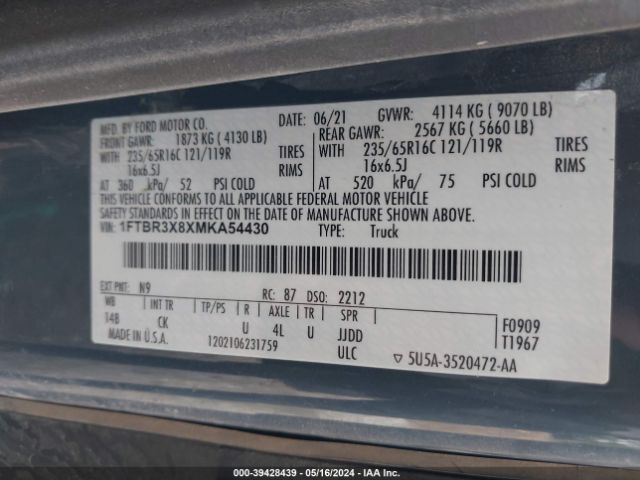 MFD. BY FORD MOTOR CO.
DATE: 06/21 GVWR: 4114 KG ( 9070 LB)
FRONT GAWR: 1873 KG ( 4130 LB)
REAR GAWR: 2567 KG ( 5660 LB)
WITH 235/65R16C 121/119R TIRES
WITH 235/65R16C 121/119R TIRES
16x6.5J RIMS
16x6.5J RIMS
AT 360 kPa/ 52 PSI COLD
AT 520 kPa/ 75 PSI COLD
THIS VEHICLE CONFORMS TO ALL APPLICABLE FEDERAL MOTOR VEHICLE
SAFETY STANDARDS IN EFFECT ON THE DATE OF MANUFACTURE SHOWN ABOVE.
VIN: 1FTBR3X8XMKA54430 TYPE: Truck
EXT PNT: N9 RC: 87 DSO: 2212
WB INT TR TP/PS R AXLE TR SPR
14B CK U 4L U JJDD
F0909
T1967
MADE IN U.S.A. 1202106231759 ULC 5U5A-3520472-AA
000-39428439 - 05/16/2024 - IAA Inc.